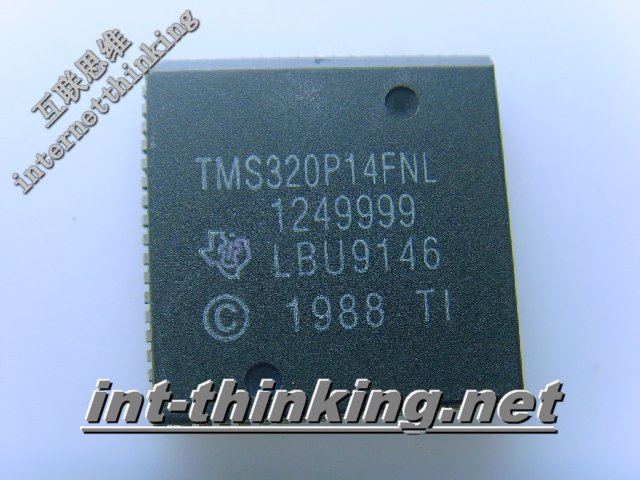 互联思维
internetthinking
TMS320P14FNL
1249999
LBU9146
© 1988 TI
int-thinking.net